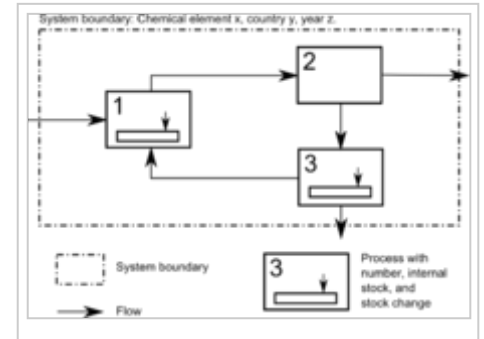 System boundary: Chemical element x, country y, year z.
2
1
3
System boundary
3
Process with
number, internal
stock, and
stock change
Flow